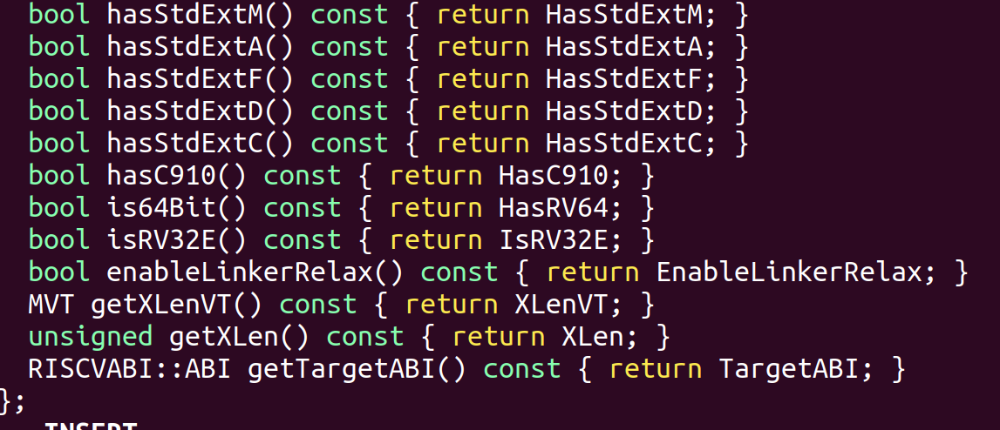 bool hasStdExtM() const { return HasStdExtM; }
bool hasStdExtA() const { return HasStdExtA; }
bool hasStdExtF() const { return HasStdExtF; }
bool hasStdExtD() const { return HasStdExtD; }
bool hasStdExtC() const { return HasStdExtC; }
bool hasC910() const { return HasC910; }
bool is64Bit() const { return HasRV64; }
bool isRV32E() const { return IsRV32E; }
bool enableLinkerRelax() const { return EnableLinkerRelax; }
MVT getXLenVT() const { return XLenVT; }
unsigned getXLen() const { return XLen; }
RISCVABI::ABI getTargetABI() const { return TargetABI; }
};
INSERT